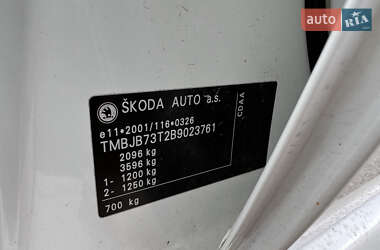 auto RIA
ŠKODA AUTO a.s.
e11*2001/116*0326
TMBJB73T2B9023761
2096 kg
3596 kg
1- 1200 kg
2- 1250 kg
700 kg
CDAA